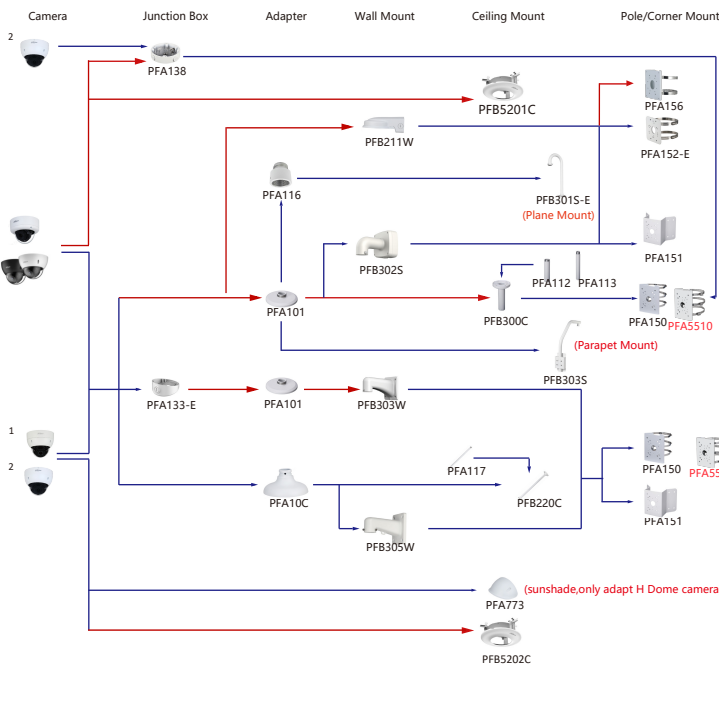 Camera
Junction Box
Adapter
Wall Mount
Ceiling Mount
Pole/Corner Mount
2
PFA138
PFB5201C
PFA156
PFB211W
PFA152-E
PFA116
PFB301S-E
(Plane Mount)
PFB302S
PFA151
PFA112
PFA113
PFA101
PFB300C
PFA150
PFA5510
(Parapet Mount)
PFB303S
PFA133-E
PFA101
PFB303W
1
2
PFA117
PFA150
PFA55
PFA10C
PFB220C
PFA151
PFB305W
(sunshade,only adapt H Dome camera
PFA773
PFB5202C